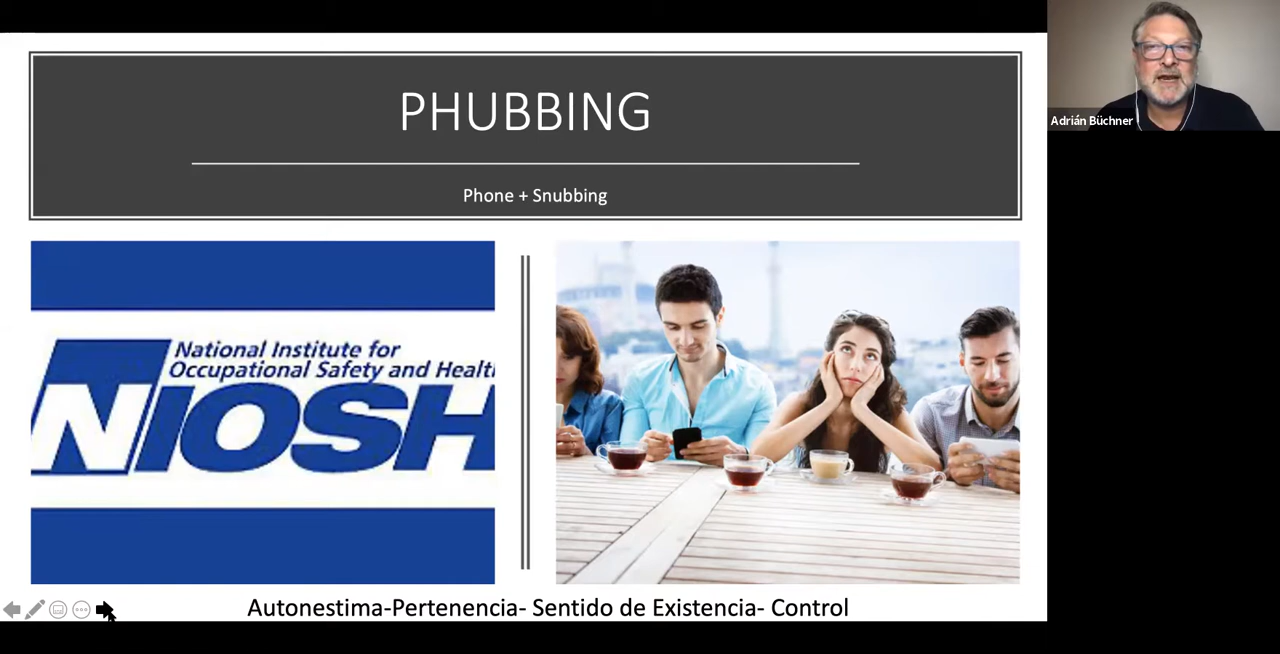 PHUBBING
Phone + Snubbing
National Institute for
Occupational Safety and Healt
NIOSH
Autonestima-Pertenencia- Sentido de Existencia- Control
Adrián Büchner